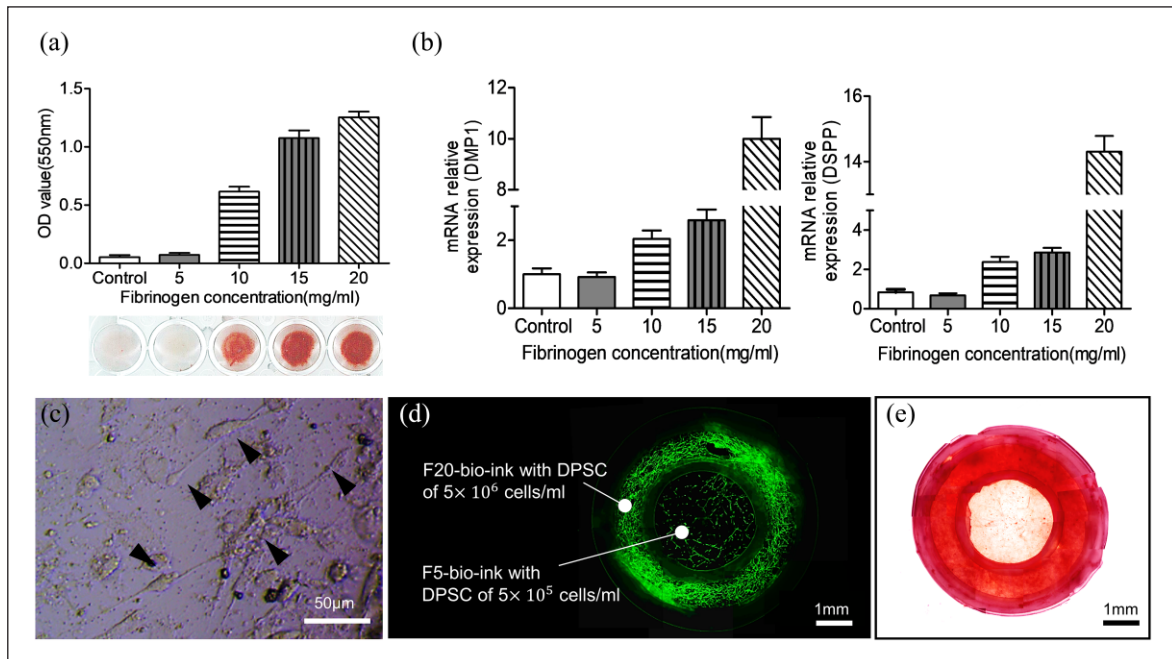 (a)
1.5
1.0
0.5
0.0
OD value(550nm)
Control 5 10 15 20
Fibrinogen concentration(mg/ml)
(b)
12
10
8
6
2
0
mRNA relative
expression (DMP1)
Control 5 10 15 20
Fibrinogen concentration(mg/ml)
16
14
4
2
0
mRNA relative
expression (DSPP)
Control 5 10 15 20
Fibrinogen concentration(mg/ml)
(c)
50μm
(d)
F20-bio-ink with DPSC
of 5× 10⁶ cells/ml
F5-bio-ink with
DPSC of 5× 10⁵ cells/ml
1mm
(e)
1mm